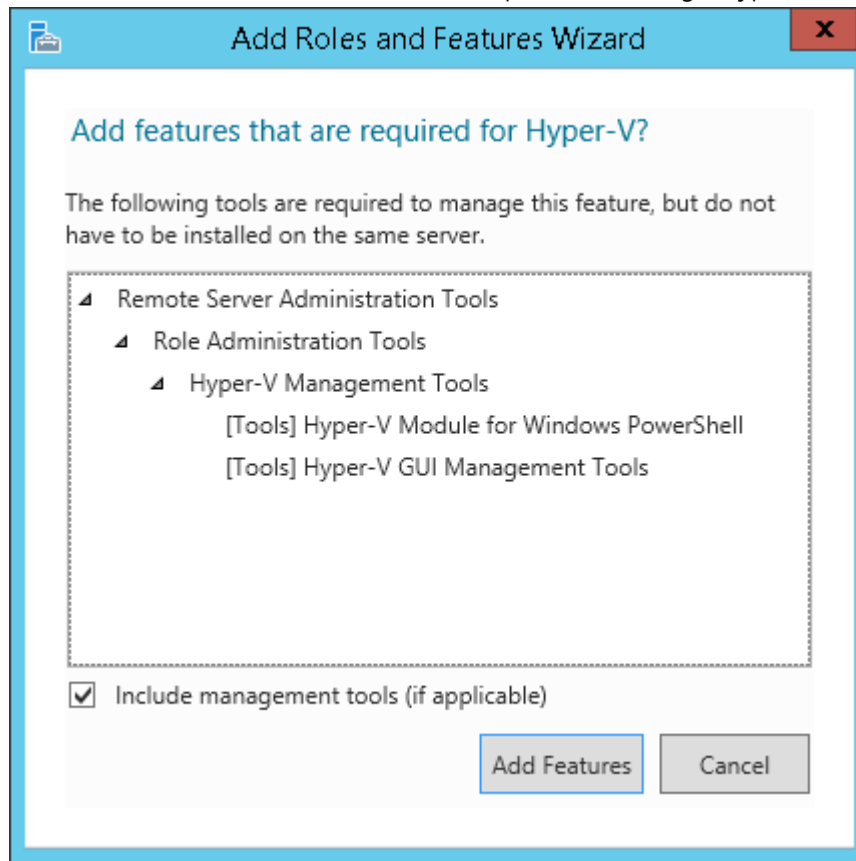 Add Roles and Features Wizard
x
Add features that are required for Hyper-V?
The following tools are required to manage this feature, but do not
have to be installed on the same server.
Remote Server Administration Tools
Role Administration Tools
Hyper-V Management Tools
[Tools] Hyper-V Module for Windows PowerShell
[Tools] Hyper-V GUI Management Tools
Include management tools (if applicable)
Add Features Cancel